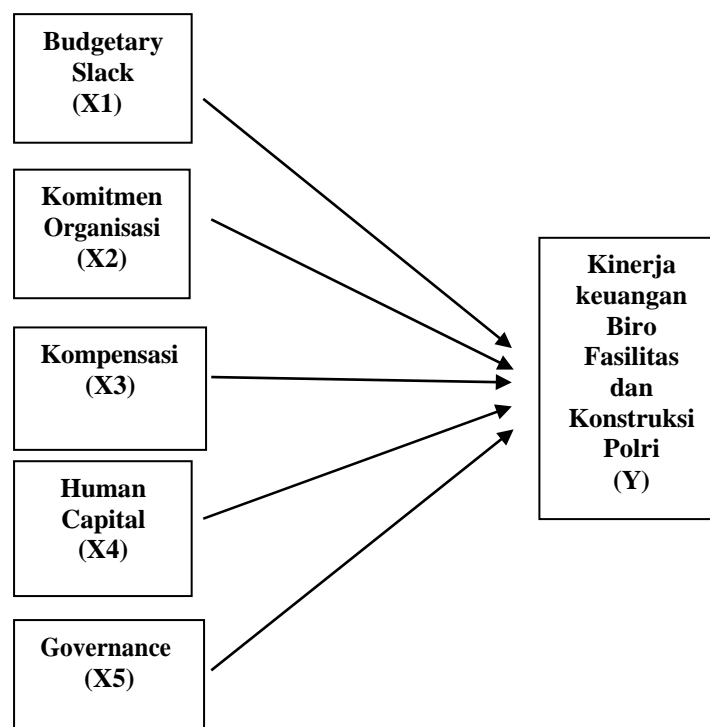 Budgetary
Slack
(X1)
Komitmen
Organisasi
(X2)
Kompensasi
(X3)
Human
Capital
(X4)
Governance
(X5)
Kinerja
keuangan
Biro
Fasilitas
dan
Konstruksi
Polri
(Y)